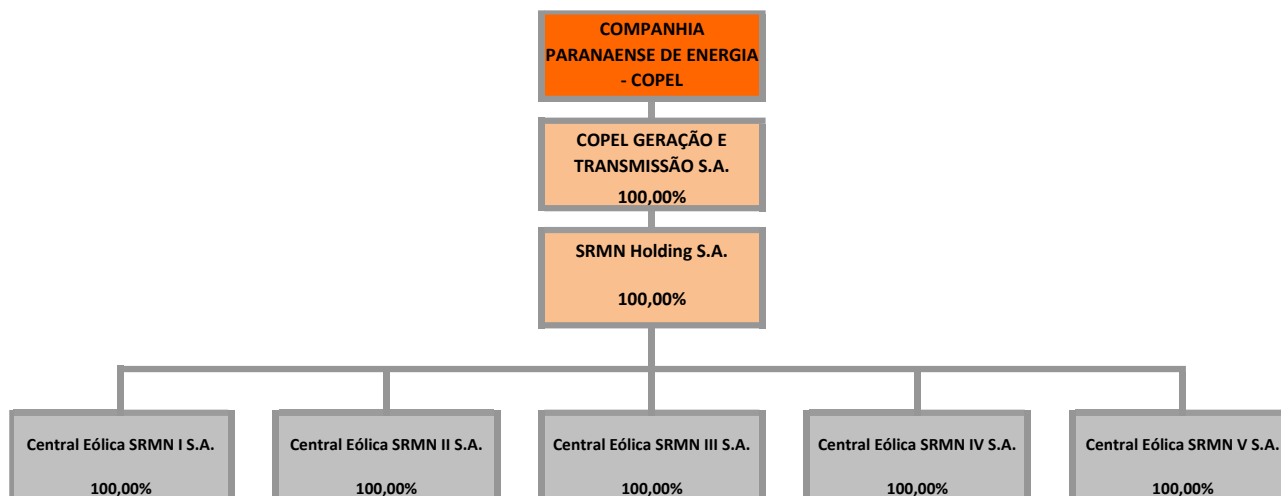 COMPANHIA
PARANAENSE DE ENERGIA
- COPEL
COPEL GERAÇÃO E
TRANSMISSÃO S.A.
100,00%
SRMN Holding S.A.
100,00%
Central Eólica SRMN I S.A.
100,00%
Central Eólica SRMN II S.A.
100,00%
Central Eólica SRMN III S.A.
100,00%
Central Eólica SRMN IV S.A.
100,00%
Central Eólica SRMN V S.A.
100,00%